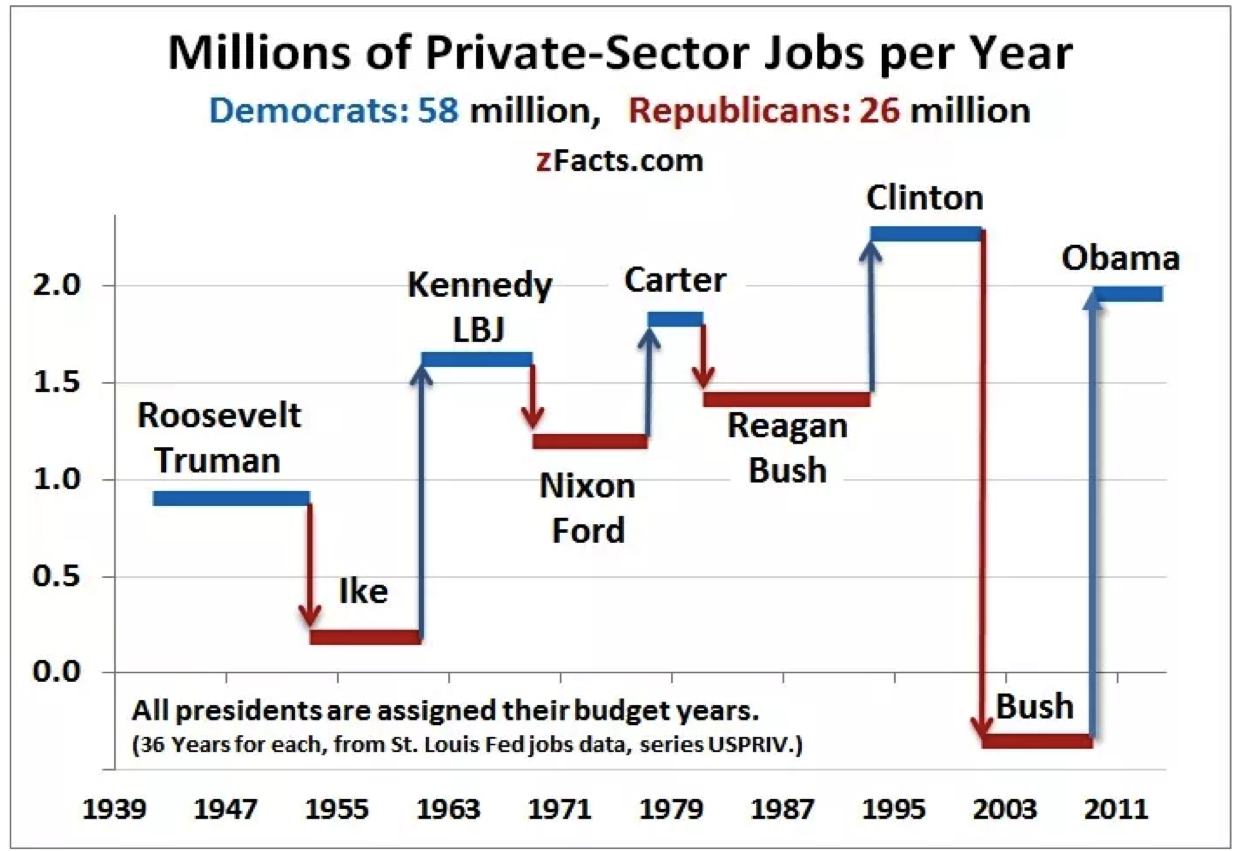 Millions of Private-Sector Jobs per Year
Democrats: 58 million, Republicans: 26 million
zFacts.com
Clinton
Obama
Kennedy
LBJ
Carter
2.0
1.5
Roosevelt
Truman
Reagan
Bush
1.0
Nixon
Ford
0.5
Ike
0.0
Bush
All presidents are assigned their budget years.
(36 Years for each, from St. Louis Fed jobs data, series USPRIV.)
1939 1947 1955 1963 1971 1979 1987 1995 2003 2011